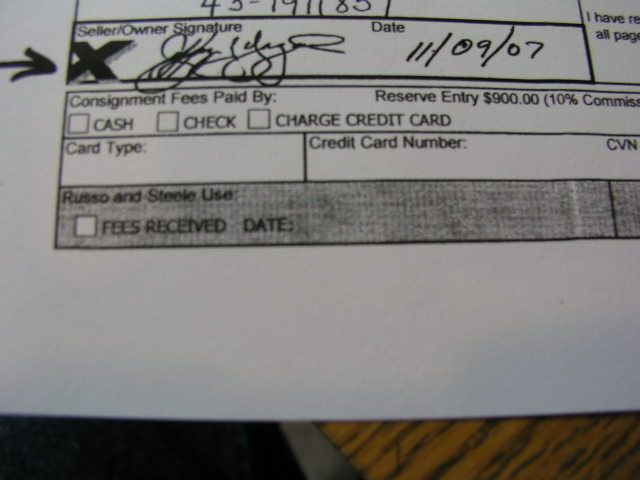 Seller/Owner Signature Date
I have re
all page
X 11/09/07
Consignment Fees Paid By: Reserve Entry $900.00 (10% Commiss
CASH CHECK CHARGE CREDIT CARD
Card Type: Credit Card Number: CVN
Russo and Steele Use:
FEES RECEIVED DATE: